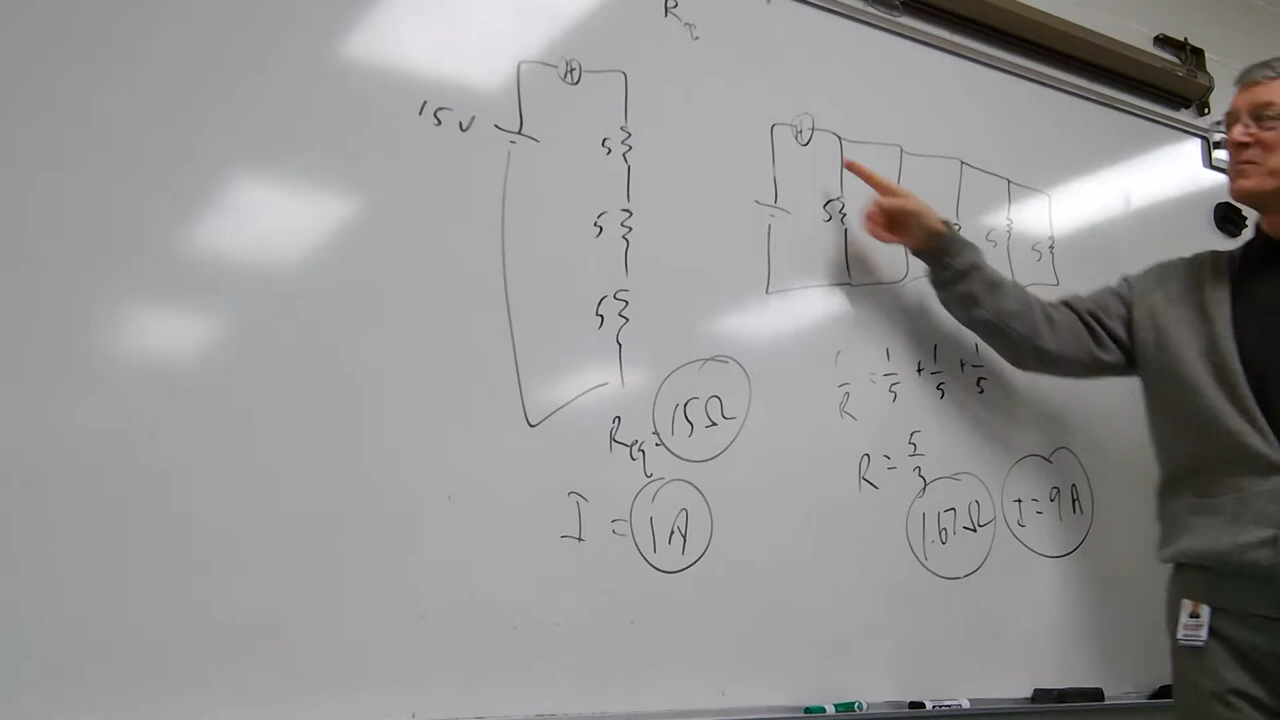 R
15 V
A
5
5
5
Req = 15Ω
I = 1A
A
5
5
5
1/R = 1/5 + 1/5 + 1/5
R = 5/3
1.67Ω
I = 9A